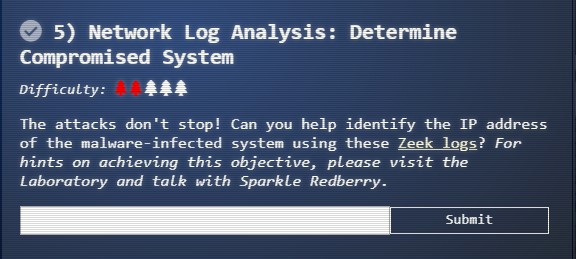 5) Network Log Analysis: Determine
Compromised System
Difficulty:
The attacks don't stop! Can you help identify the IP address
of the malware-infected system using these Zeek logs? For
hints on achieving this objective, please visit the
Laboratory and talk with Sparkle Redberry.
Submit